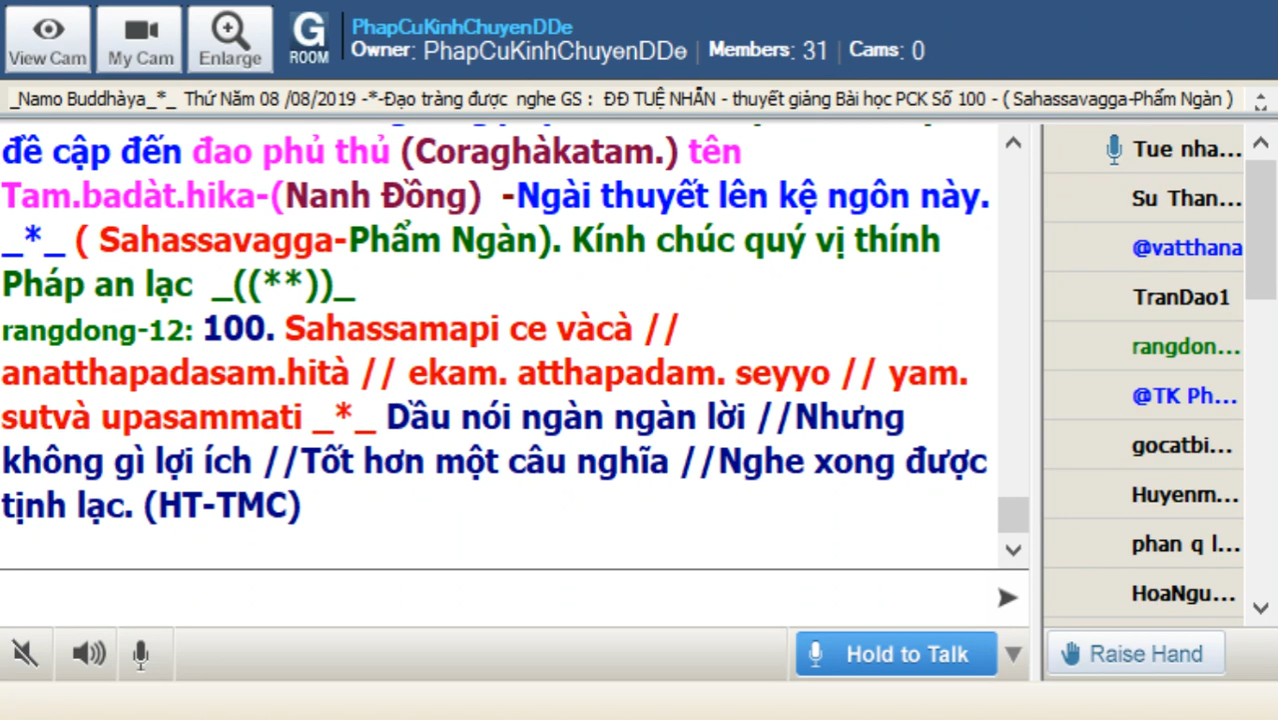 View Cam
My Cam
Enlarge
G
ROOM
PhapCuKinhChuyenDDe
Owner: PhapCuKinhChuyenDDe | Members: 31 | Cams: 0
_Namo Buddhàya_*_ Thứ Năm 08 /08/2019 -*-Đạo tràng được nghe GS : ĐĐ TUỆ NHẪN - thuyết giảng Bài học PCK Số 100 - ( Sahassavagga-Phẩm Ngàn )
đề cập đến đao phủ thủ (Coraghàkatam.) tên
Tam.badàt.hika-(Nanh Đồng) -Ngài thuyết lên kệ ngôn này.
_*_ ( Sahassavagga-Phẩm Ngàn). Kính chúc quý vị thính
Pháp an lạc _((**))_
rangdong-12: 100. Sahassamapi ce vàcà //
anatthapadasam.hità // ekam. atthapadam. seyyo // yam.
sutvà upasammati _*_ Dầu nói ngàn ngàn lời //Nhưng
không gì lợi ích //Tốt hơn một câu nghĩa //Nghe xong được
tịnh lạc. (HT-TMC)
Tue nha...
Su Than...
@vatthana
TranDao1
rangdon...
@TK Ph...
gocatbi...
Huyenm...
phan q l...
HoaNgu...
Hold to Talk
Raise Hand